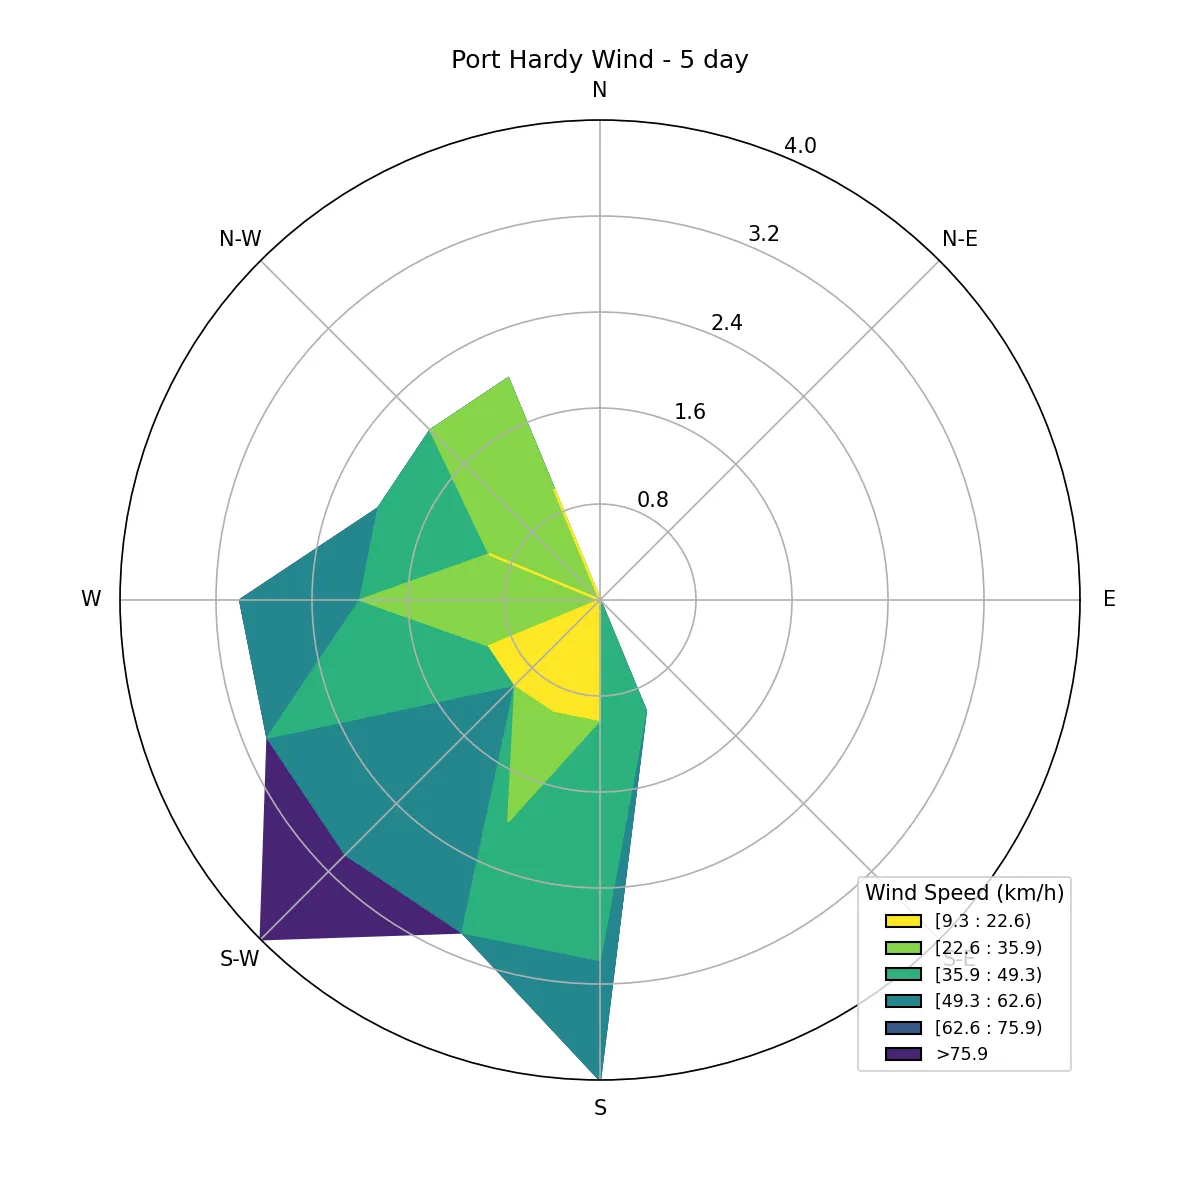 Port Hardy Wind - 5 day
N
4.0
N-W
3.2
N-E
2.4
1.6
0.8
W
E
Wind Speed (km/h)
[9.3 : 22.6)
[22.6 : 35.9)
S-W
S-E
[35.9 : 49.3)
[49.3 : 62.6)
[62.6 : 75.9)
>75.9
S